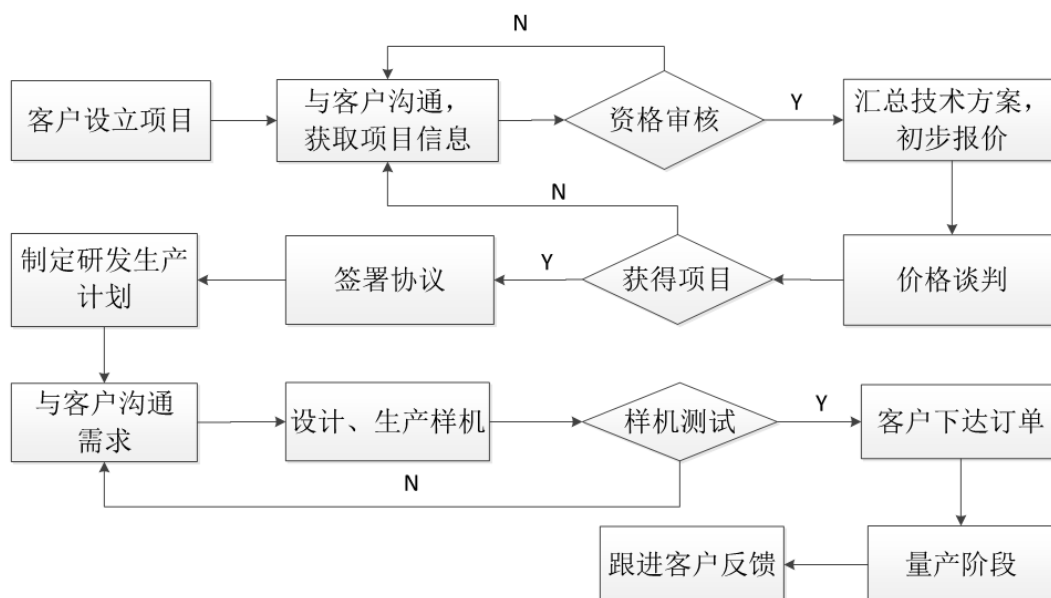 N
客户设立项目
与客户沟通，
获取项目信息
资格审核
Y
汇总技术方案，
初步报价
N
制定研发生产
计划
签署协议
Y
获得项目
价格谈判
与客户沟通
需求
设计、生产样机
样机测试
Y
客户下达订单
N
跟进客户反馈
量产阶段